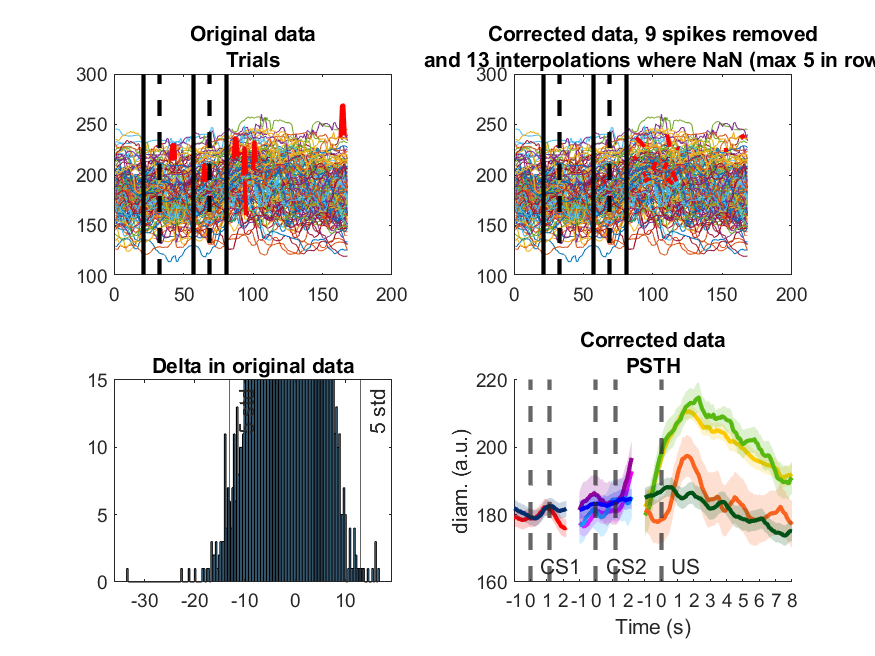 Original data
Trials
300
250
200
150
100
0 50 100 150 200
Corrected data, 9 spikes removed
and 13 interpolations where NaN (max 5 in row
300
250
200
150
100
0 50 100 150 200
Delta in original data
15
10
5
0
5 std
5 std
-30 -20 -10 0 10
Corrected data
PSTH
diam. (a.u.)
220
200
180
160
CS1 CS2 US
-1 0 1 2 -1 0 1 2 -1 0 1 2 3 4 5 6 7 8
Time (s)